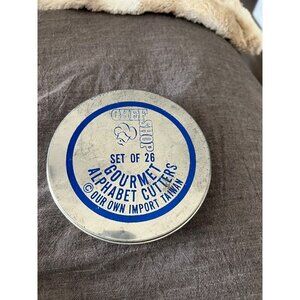 CHEF
SHOP
SET OF 26
GOURMET
ALPHABET CUTTERS
© OUR OWN IMPORT TAIWAN